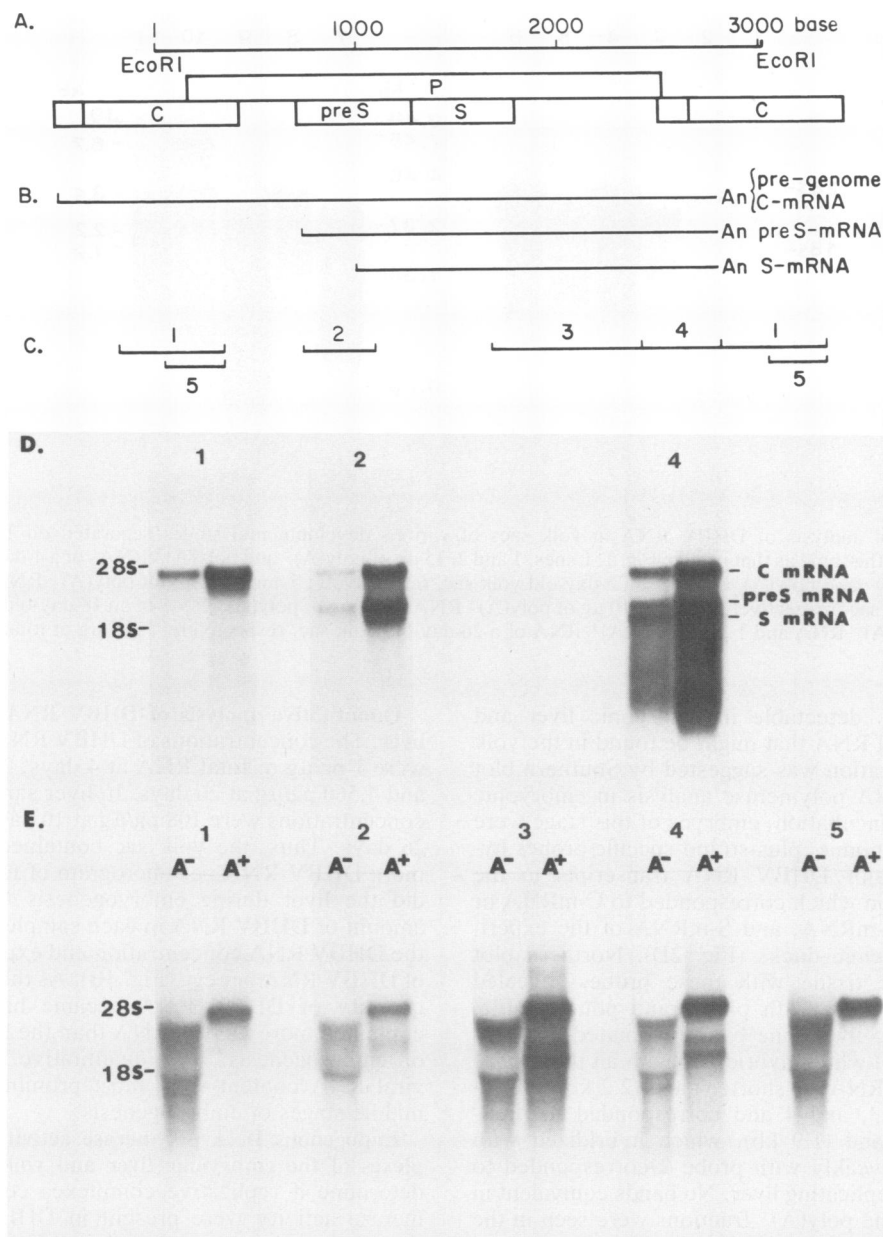 A.
1 1000 2000 3000 base
EcoRI EcoRI
P
C preS S C
B.
An { pre-genome
C-mRNA
An preS-mRNA
An S-mRNA
C.
1 2 3 4 1
5 5
D.
1 2 4
28S-
18S-
C mRNA
preS mRNA
S mRNA
E.
1 2 3 4 5
A- A+ A- A+ A- A+ A- A+ A- A+
28S-
18S-